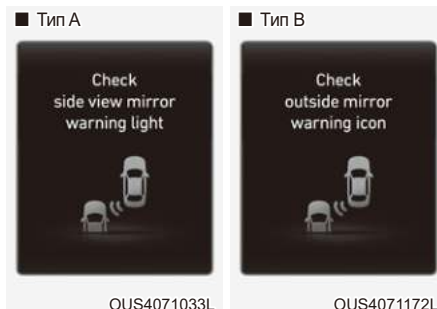 ■ Тип A
Check
side view mirror
warning light
OUS4071033L
■ Тип B
Check
outside mirror
warning icon
OUS4071172L